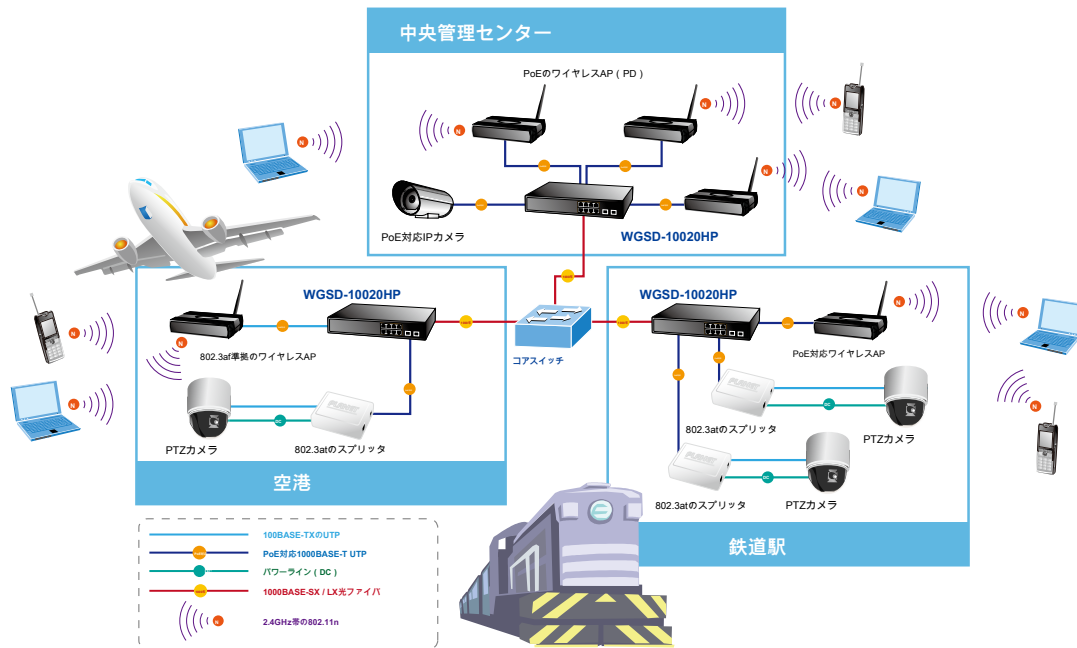 中央管理センター
PoEのワイヤレスAP ( PD )
N
N
N
N
N
N
PoE対応IPカメラ
WGSD-10020HP
WGSD-10020HP
WGSD-10020HP
N
N
N
802.3af準拠のワイヤレスAP
コアスイッチ
PoE対応ワイヤレスAP
N
N
N
N
PLANET
PLANET
DC
DC
PTZカメラ
802.3atのスプリッタ
802.3atのスプリッタ
PTZカメラ
PLANET
DC
802.3atのスプリッタ
PTZカメラ
空港
鉄道駅
100BASE-TXのUTP
PoE対応1000BASE-T UTP
パワーライン ( DC )
1000BASE-SX / LX光ファイバ
2.4GHz帯の802.11n